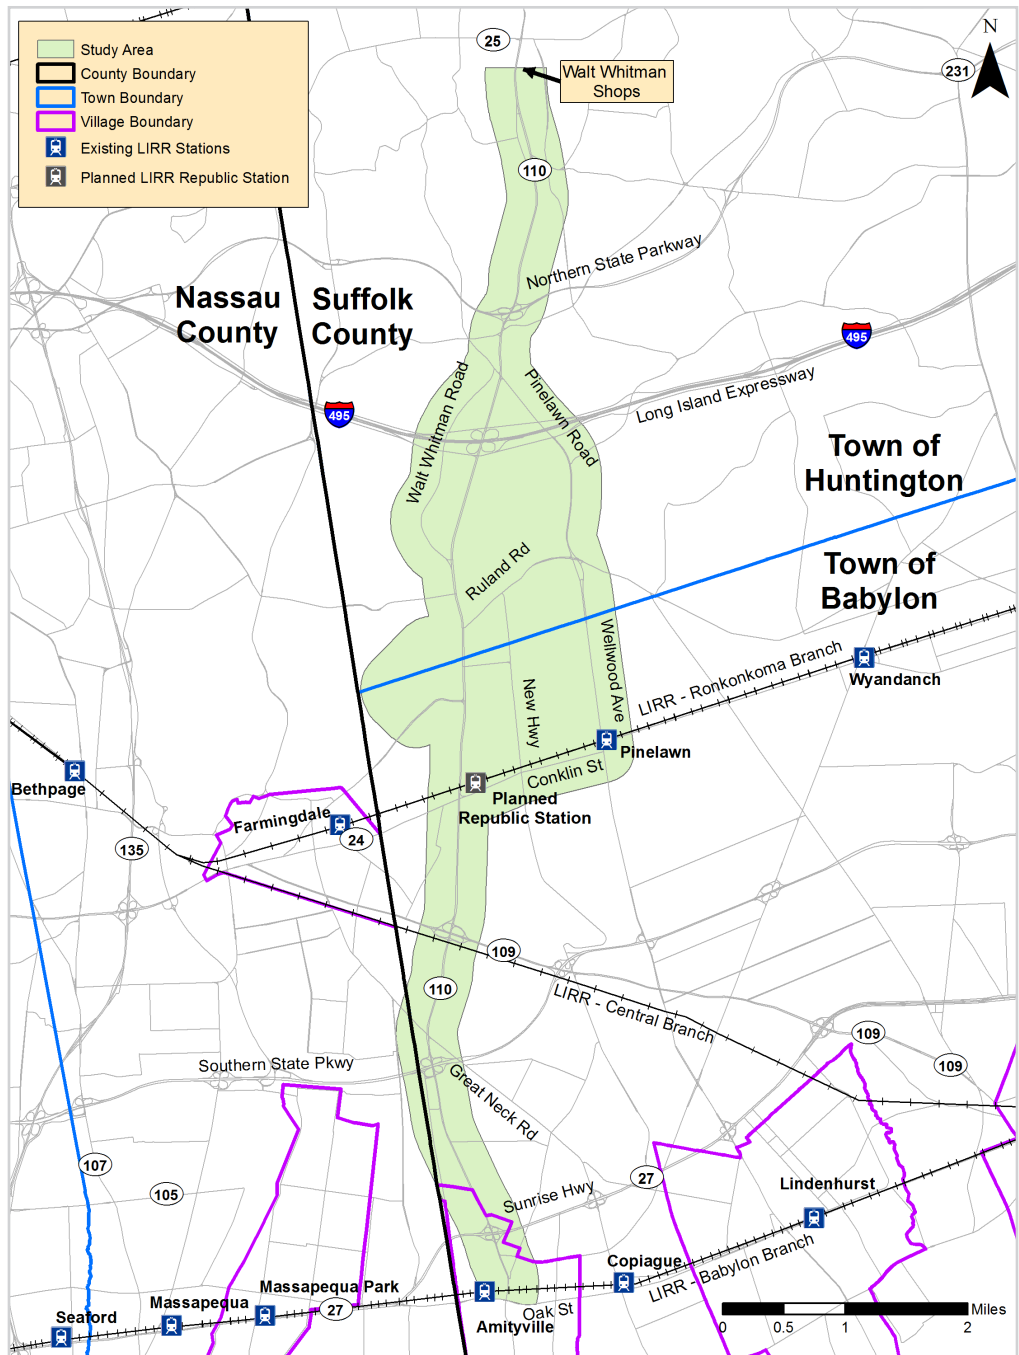 Study Area
County Boundary
Town Boundary
Village Boundary
Existing LIRR Stations
Planned LIRR Republic Station
25
Walt Whitman
Shops
N
231
110
Northern State Parkway
Nassau
County
Suffolk
County
495
495
Long Island Expressway
Walt Whitman Road
Pinelawn Road
Town of
Huntington
Town of
Babylon
Ruland Rd
Wellwood Ave
New Hwy
LIRR - Ronkonkoma Branch
Wyandanch
Pinelawn
Conklin St
Planned
Republic Station
Bethpage
Farmingdale
24
135
109
110
LIRR - Central Branch
109
109
Southern State Pkwy
Great Neck Rd
107
105
Sunrise Hwy
27
Lindenhurst
Copiague
LIRR - Babylon Branch
Massapequa Park
27
Massapequa
Seaford
Oak St
Amityville
Miles
0 0.5 1 2